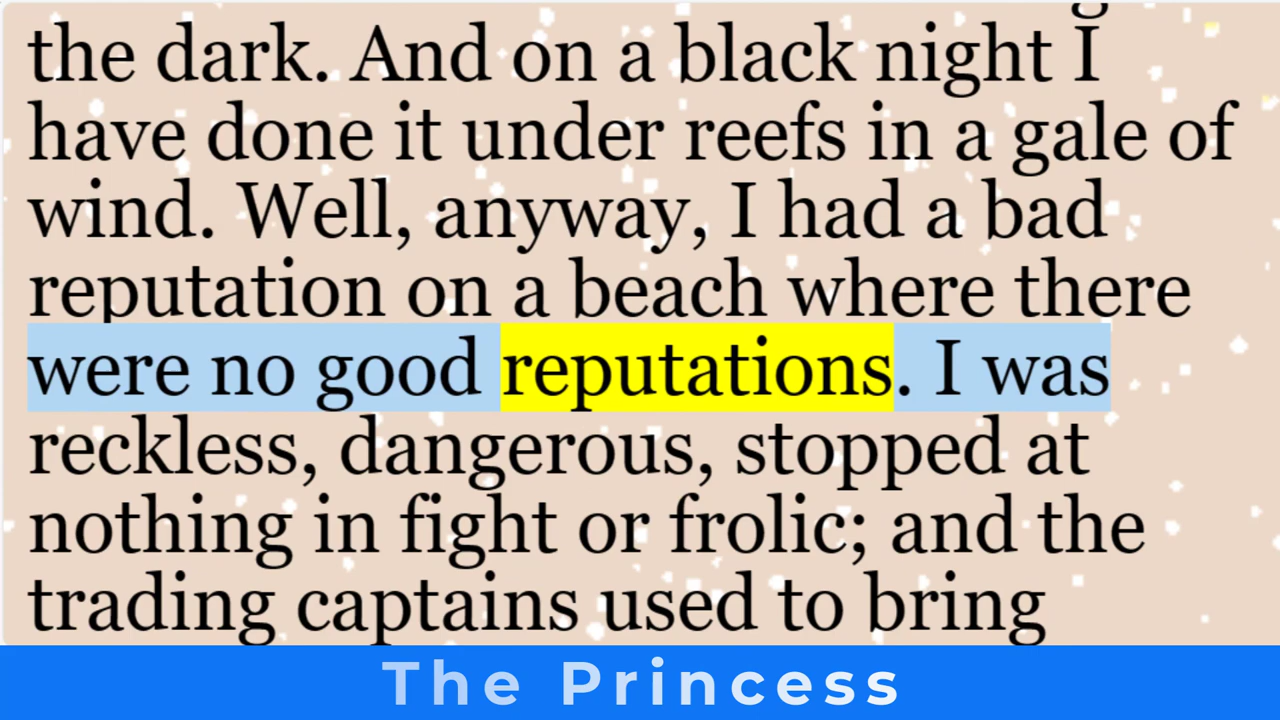 the dark. And on a black night I
have done it under reefs in a gale of
wind. Well, anyway, I had a bad
reputation on a beach where there
were no good reputations. I was
reckless, dangerous, stopped at
nothing in fight or frolic; and the
trading captains used to bring
The Princess